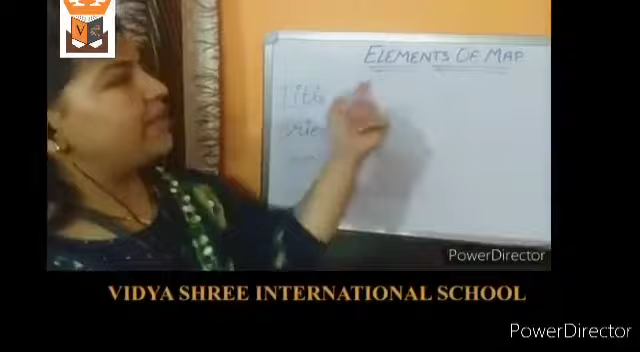 ELEMENTS OF MAP
PowerDirector
VIDYA SHREE INTERNATIONAL SCHOOL
PowerDirector